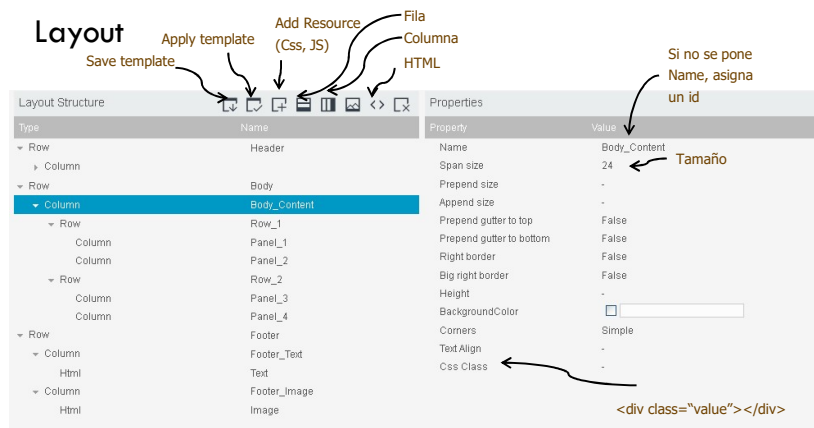 Layout
Save template
Apply template
Add Resource
(Css, JS)
Fila
Columna
HTML
Si no se pone
Name, asigna
un id
Layout Structure
Type Name
Row Header
Column
Row Body
Column Body_Content
Row Row_1
Column Panel_1
Column Panel_2
Row Row_2
Column Panel_3
Column Panel_4
Row Footer
Column Footer_Text
Html Text
Column Footer_Image
Html Image
Properties
Property Value
Name Body_Content
Span size 24
Tamaño
Prepend size -
Append size -
Prepend gutter to top False
Prepend gutter to bottom False
Right border False
Big right border False
Height -
BackgroundColor
Corners Simple
Text Align -
Css Class -
<div class=“value”></div>